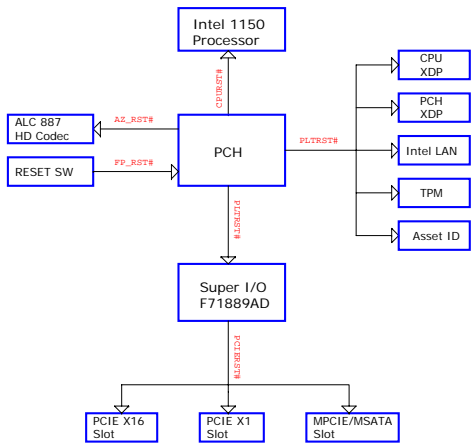 Intel 1150
Processor
CPURST#
CPU
XDP
ALC 887
HD Codec
AZ_RST#
PCH
XDP
PCH
PLTRST#
Intel LAN
RESET SW
FP_RST#
TPM
PLTRST#
Asset ID
Super I/O
F71889AD
PCIERST#
PCIE X16
Slot
PCIE X1
Slot
MPCIE/MSATA
Slot